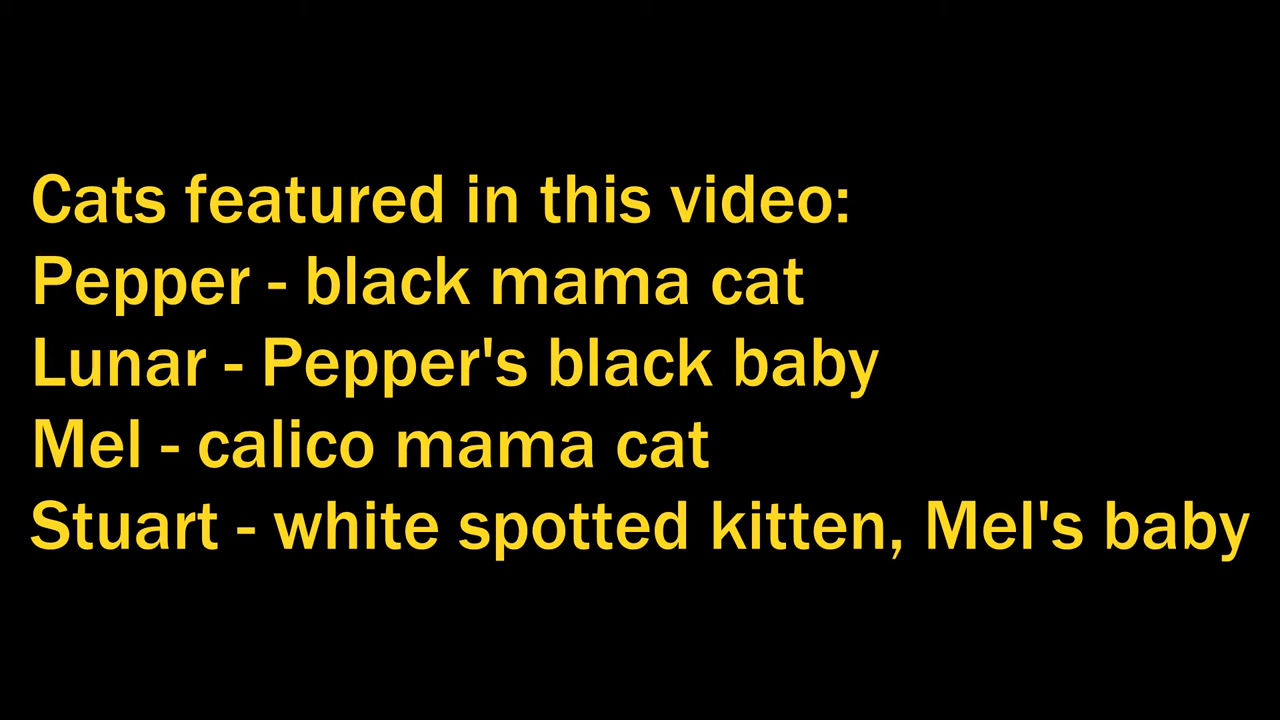 Cats featured in this video:
Pepper - black mama cat
Lunar - Pepper's black baby
Mel - calico mama cat
Stuart - white spotted kitten, Mel's baby